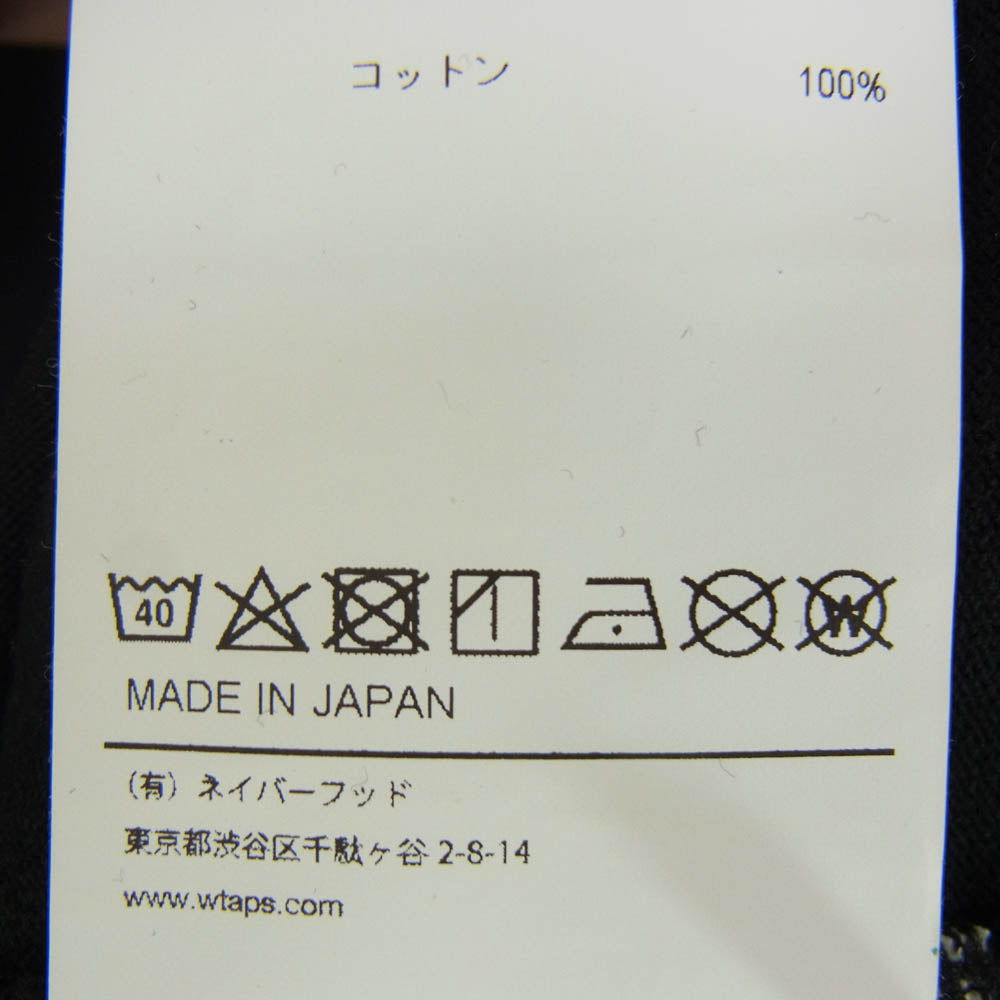 コットン 100%
40
W
MADE IN JAPAN
(有) ネイバーフッド
東京都渋谷区千駄ヶ谷 2-8-14
www.wtaps.com